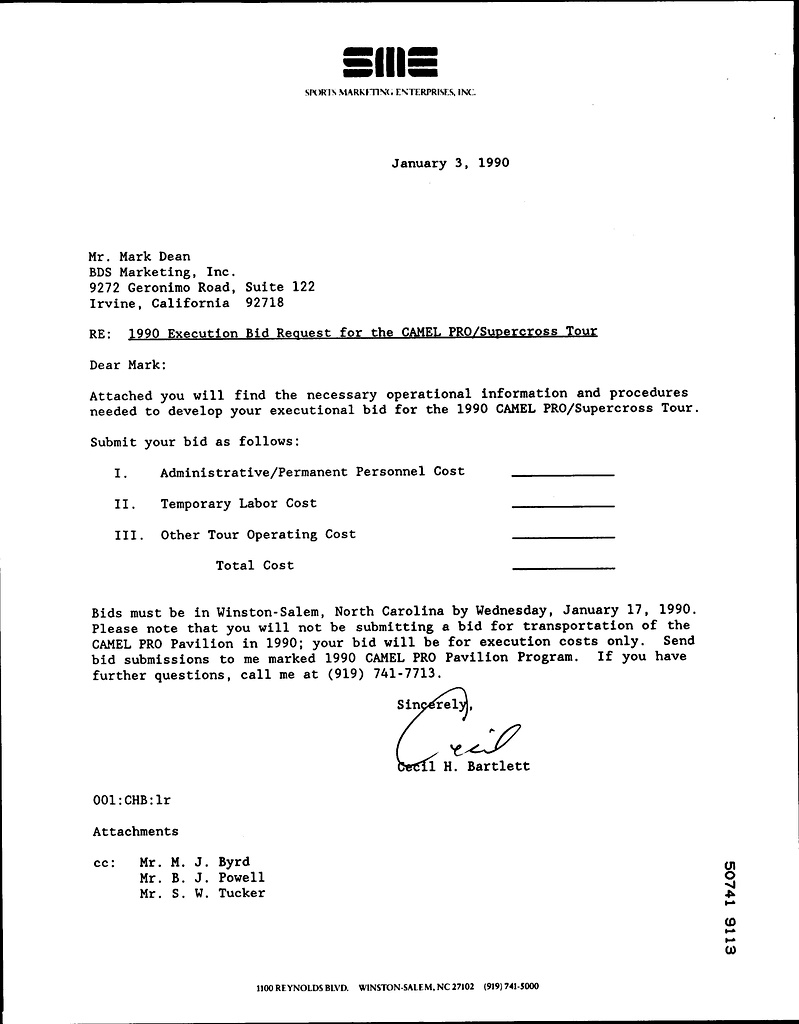 SME
SPORTS MARKETING ENTERPRISES, INC.
January 3, 1990
Mr. Mark Dean
BDS Marketing, Inc.
9272 Geronimo Road, Suite 122
Irvine, California 92718
RE: 1990 Execution Bid Request for the CAMEL PRO/Supercross Tour
Dear Mark:
Attached you will find the necessary operational information and procedures
needed to develop your executional bid for the 1990 CAMEL PRO/Supercross Tour.
Submit your bid as follows:
I. Administrative/Permanent Personnel Cost
II. Temporary Labor Cost
III. Other Tour Operating Cost
Total Cost
Bids must be in Winston-Salem, North Carolina by Wednesday, January 17, 1990.
Please note that you will not be submitting a bid for transportation of the
CAMEL PRO Pavilion in 1990; your bid will be for execution costs only. Send
bid submissions to me marked 1990 CAMEL PRO Pavilion Program. If you have
further questions, call me at (919) 741-7713.
Sincerely,
Cecil
Cecil H. Bartlett
001:CHB:lr
Attachments
cc: Mr. M. J. Byrd
Mr. B. J. Powell
Mr. S. W. Tucker
50741 9113
1100 REYNOLDS BLVD. WINSTON-SALEM, NC 27102 (919) 741-5000